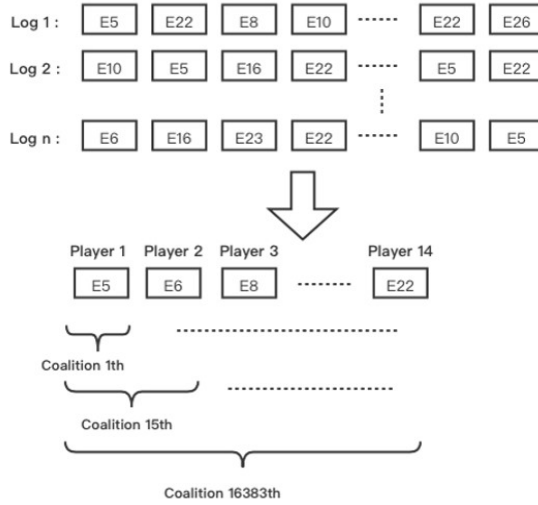 Log 1 : E5 E22 E8 E10 ...... E22 E26
Log 2 : E10 E5 E16 E22 ...... E5 E22
Log n : E6 E16 E23 E22 ...... E10 E5
Player 1 Player 2 Player 3 Player 14
E5 E6 E8 ........ E22
Coalition 1th
Coalition 15th
Coalition 16383th